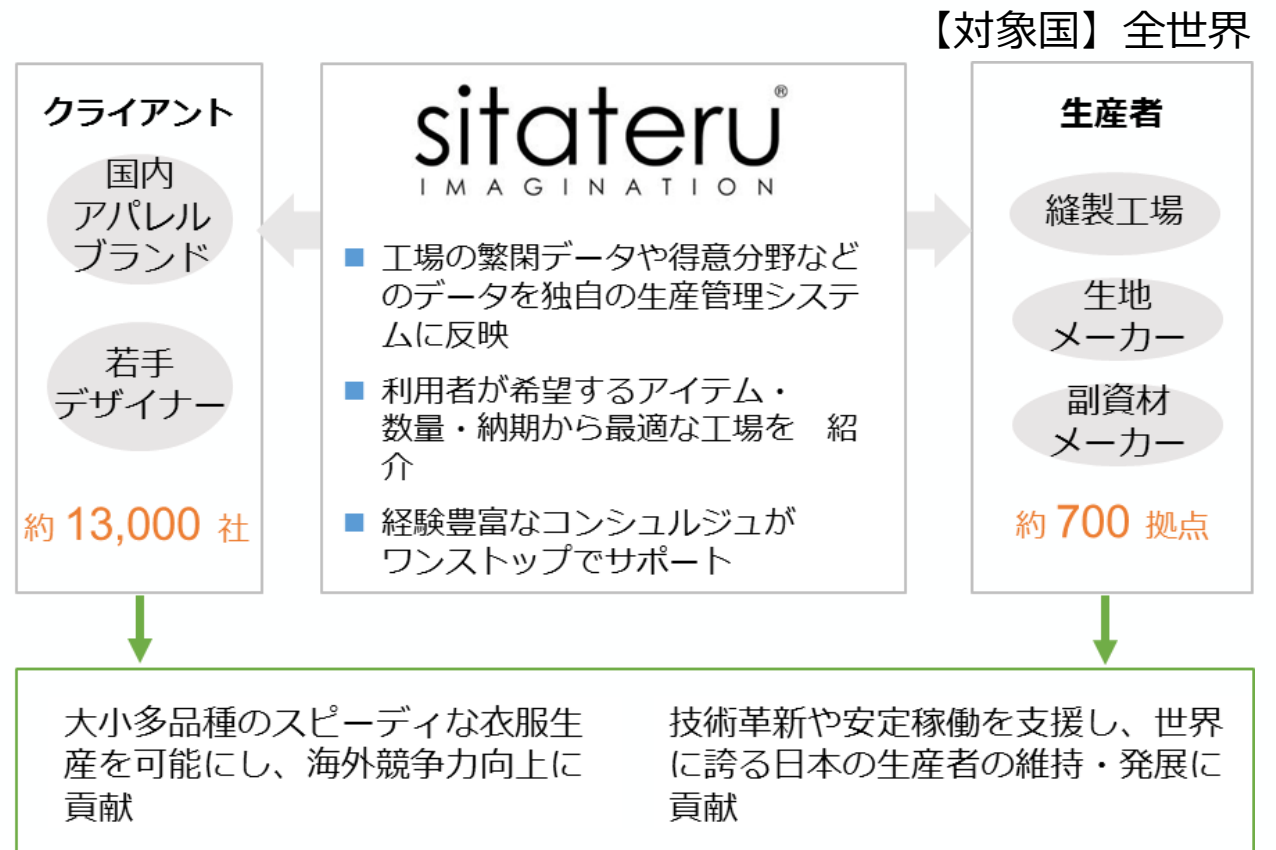 【対象国】全世界
クライアント
国内
アパレル
ブランド
若手
デザイナー
約 13,000 社
sitateru®
IMAGINATION
■ 工場の繁閑データや得意分野など
のデータを独自の生産管理システ
ムに反映
■ 利用者が希望するアイテム・
数量・納期から最適な工場を　紹
介
■ 経験豊富なコンシュルジュが
ワンストップでサポート
生産者
縫製工場
生地
メーカー
副資材
メーカー
約 700 拠点
大小多品種のスピーディな衣服生
産を可能にし、海外競争力向上に
貢献
技術革新や安定稼働を支援し、世界
に誇る日本の生産者の維持・発展に
貢献